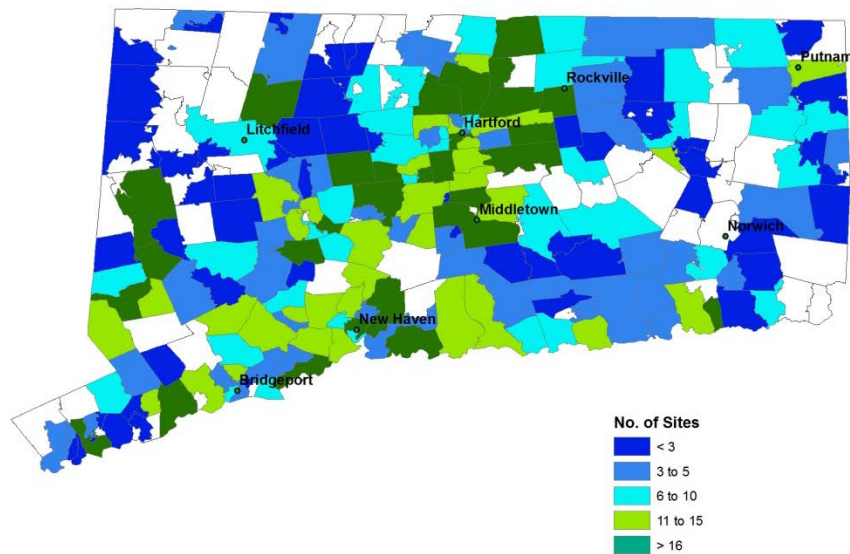 Putnam
Rockville
Hartford
Litchfield
Middletown
Norwich
New Haven
Bridgeport
No. of Sites
< 3
3 to 5
6 to 10
11 to 15
> 16